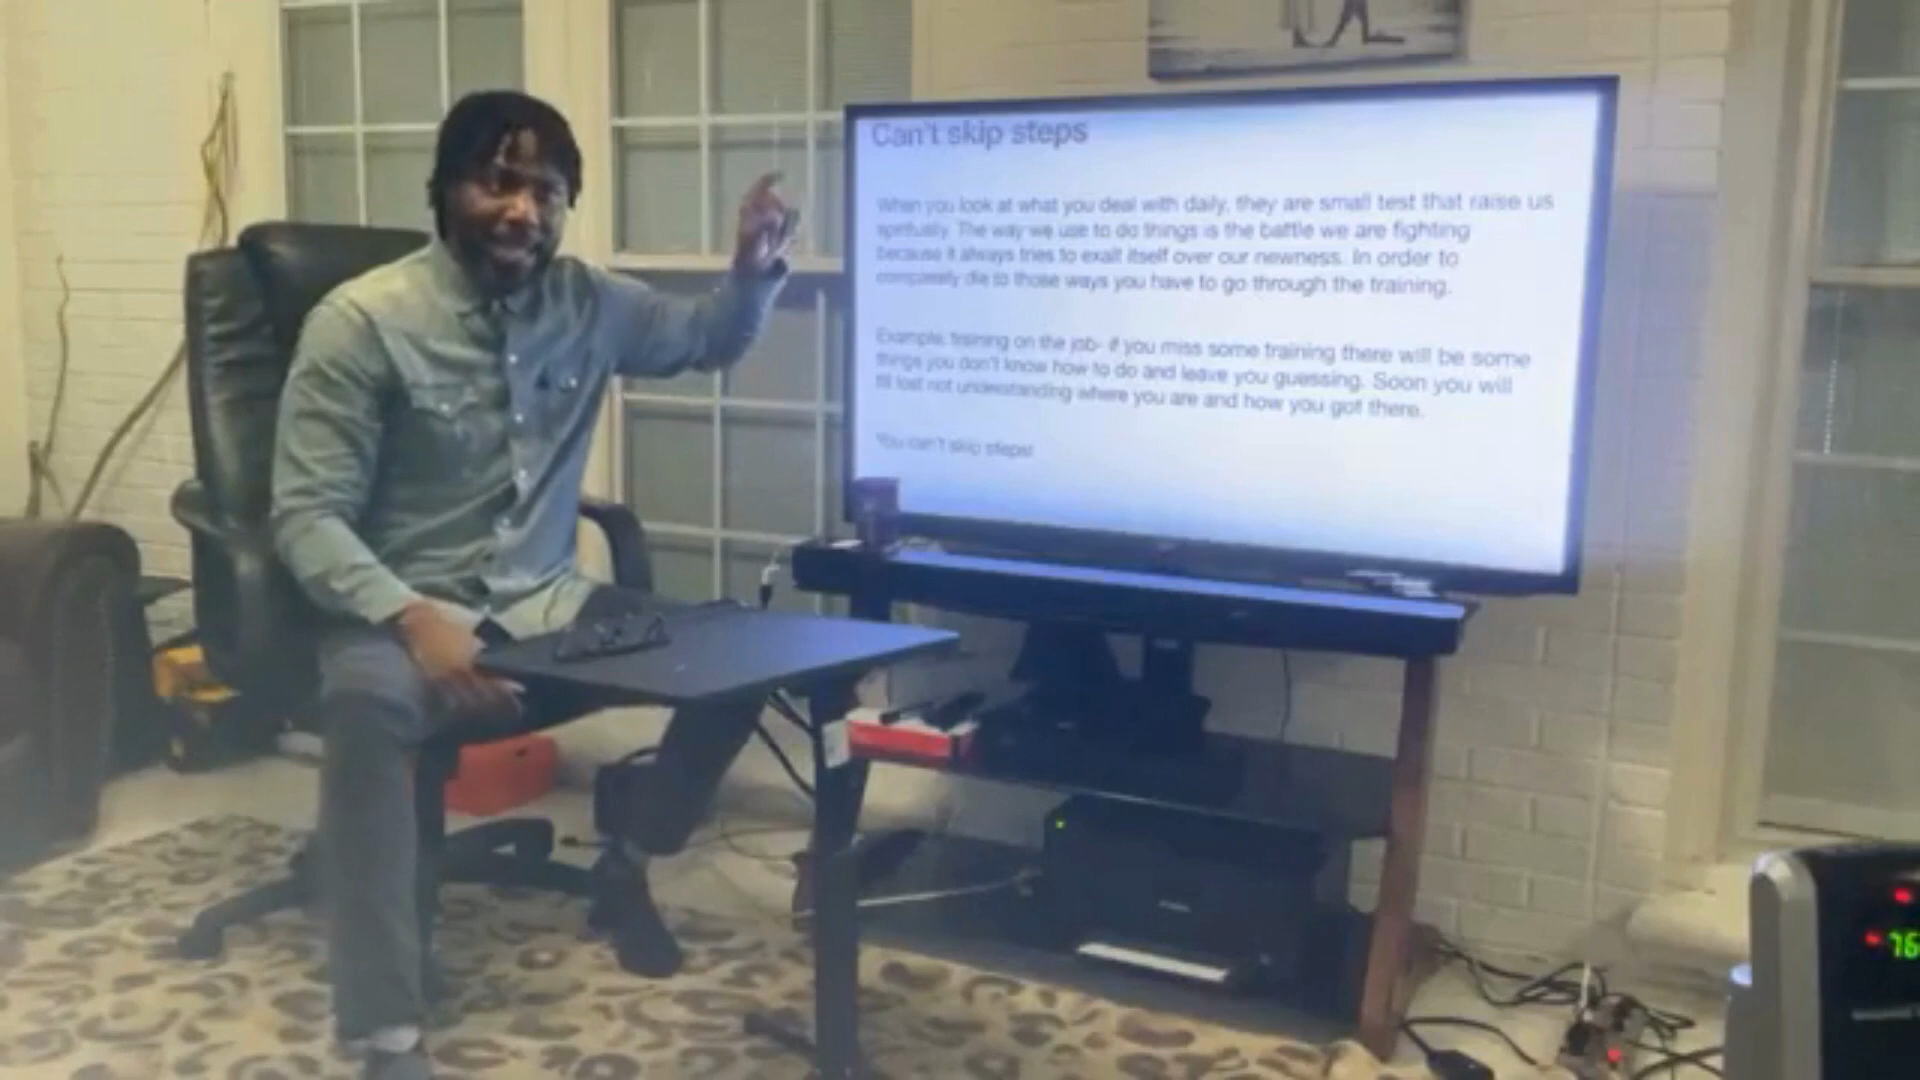 Can't skip steps
When you look at what you deal with daily, they are small test that raise us
spiritually. The way we use to do things is the battle we are fighting
because it always tries to exalt itself over our newness. In order to
completely die to those ways you have to go through the training.
Example, training on the job- if you miss some training there will be some
things you don't know how to do and leave you guessing. Soon you will
lost not understanding where you are and how you got there.
You can't skip steps!